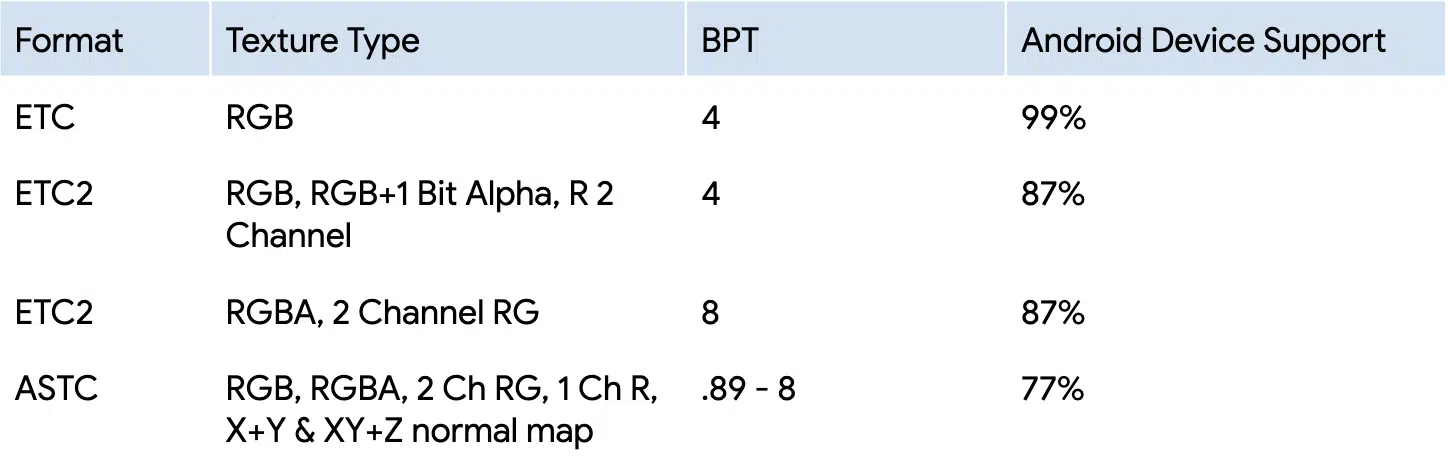 Format Texture Type BPT Android Device Support
ETC RGB 4 99%
ETC2 RGB, RGB+1 Bit Alpha, R 2 4 87%
Channel
ETC2 RGBA, 2 Channel RG 8 87%
ASTC RGB, RGBA, 2 Ch RG, 1 Ch R, .89 - 8 77%
X+Y & XY+Z normal map